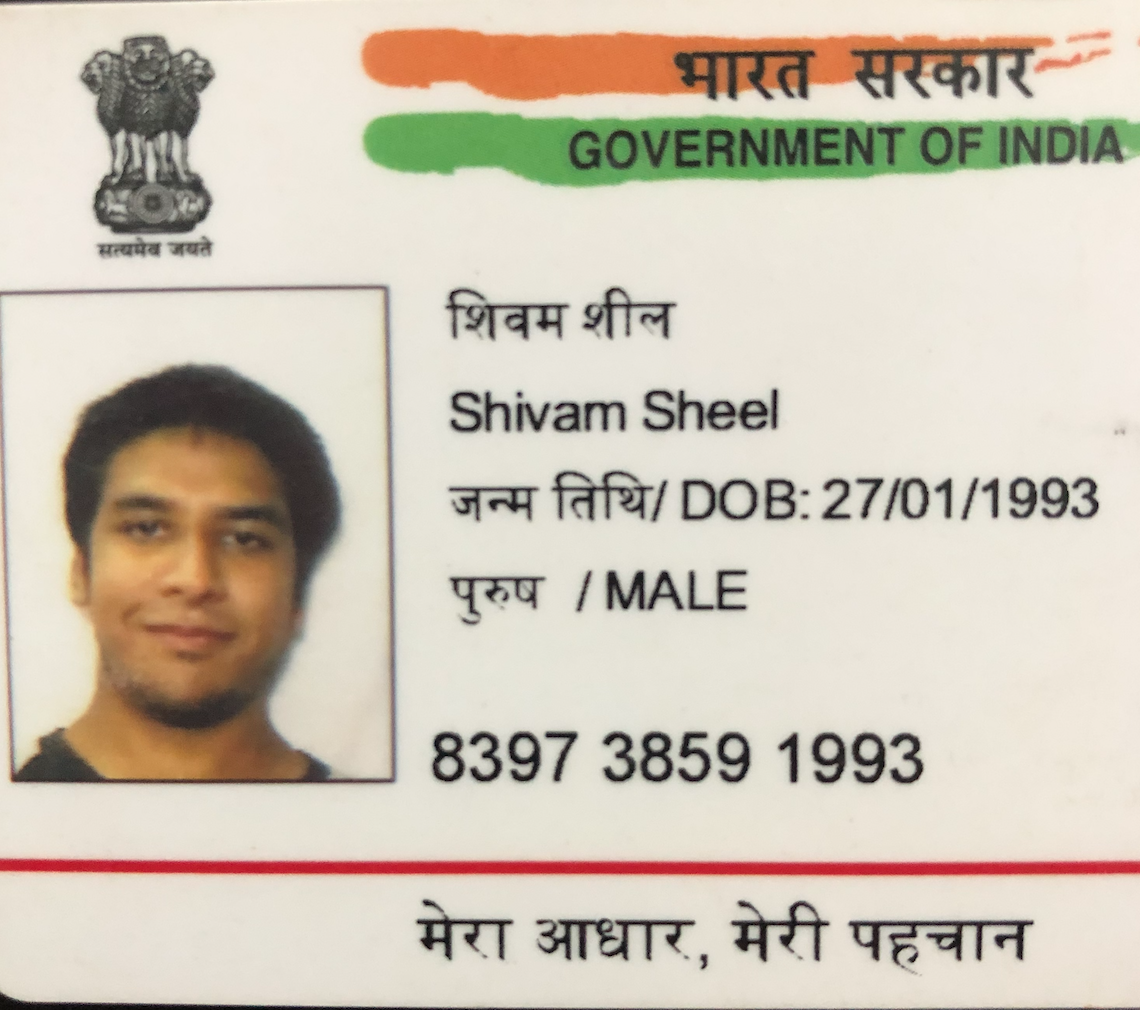 भारत सरकार
GOVERNMENT OF INDIA
सत्यमेव जयते
शिवम शील
Shivam Sheel
जन्म तिथि/ DOB: 27/01/1993
पुरुष / MALE
8397 3859 1993
मेरा आधार, मेरी पहचान